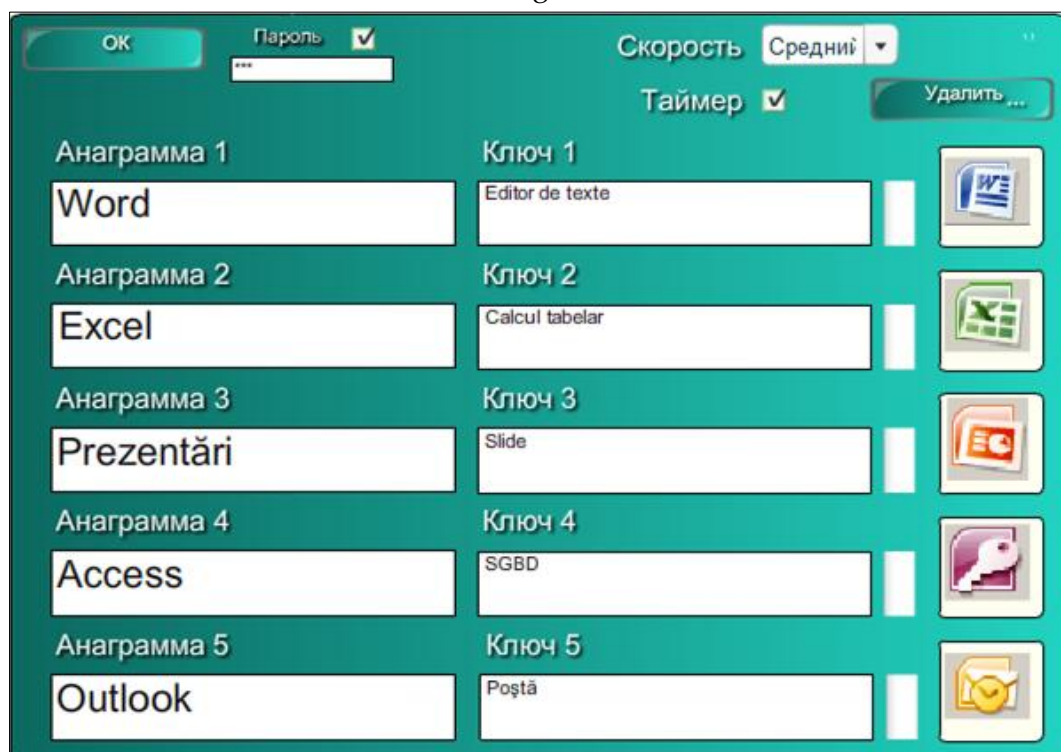 ОК
Пароль
***
Скорость Средний
Таймер
Удалить ...
Анаграмма 1 Ключ 1
Word Editor de texte
Анаграмма 2 Ключ 2
Excel Calcul tabelar
Анаграмма 3 Ключ 3
Prezentări Slide
Анаграмма 4 Ключ 4
Access SGBD
Анаграмма 5 Ключ 5
Outlook Poştă